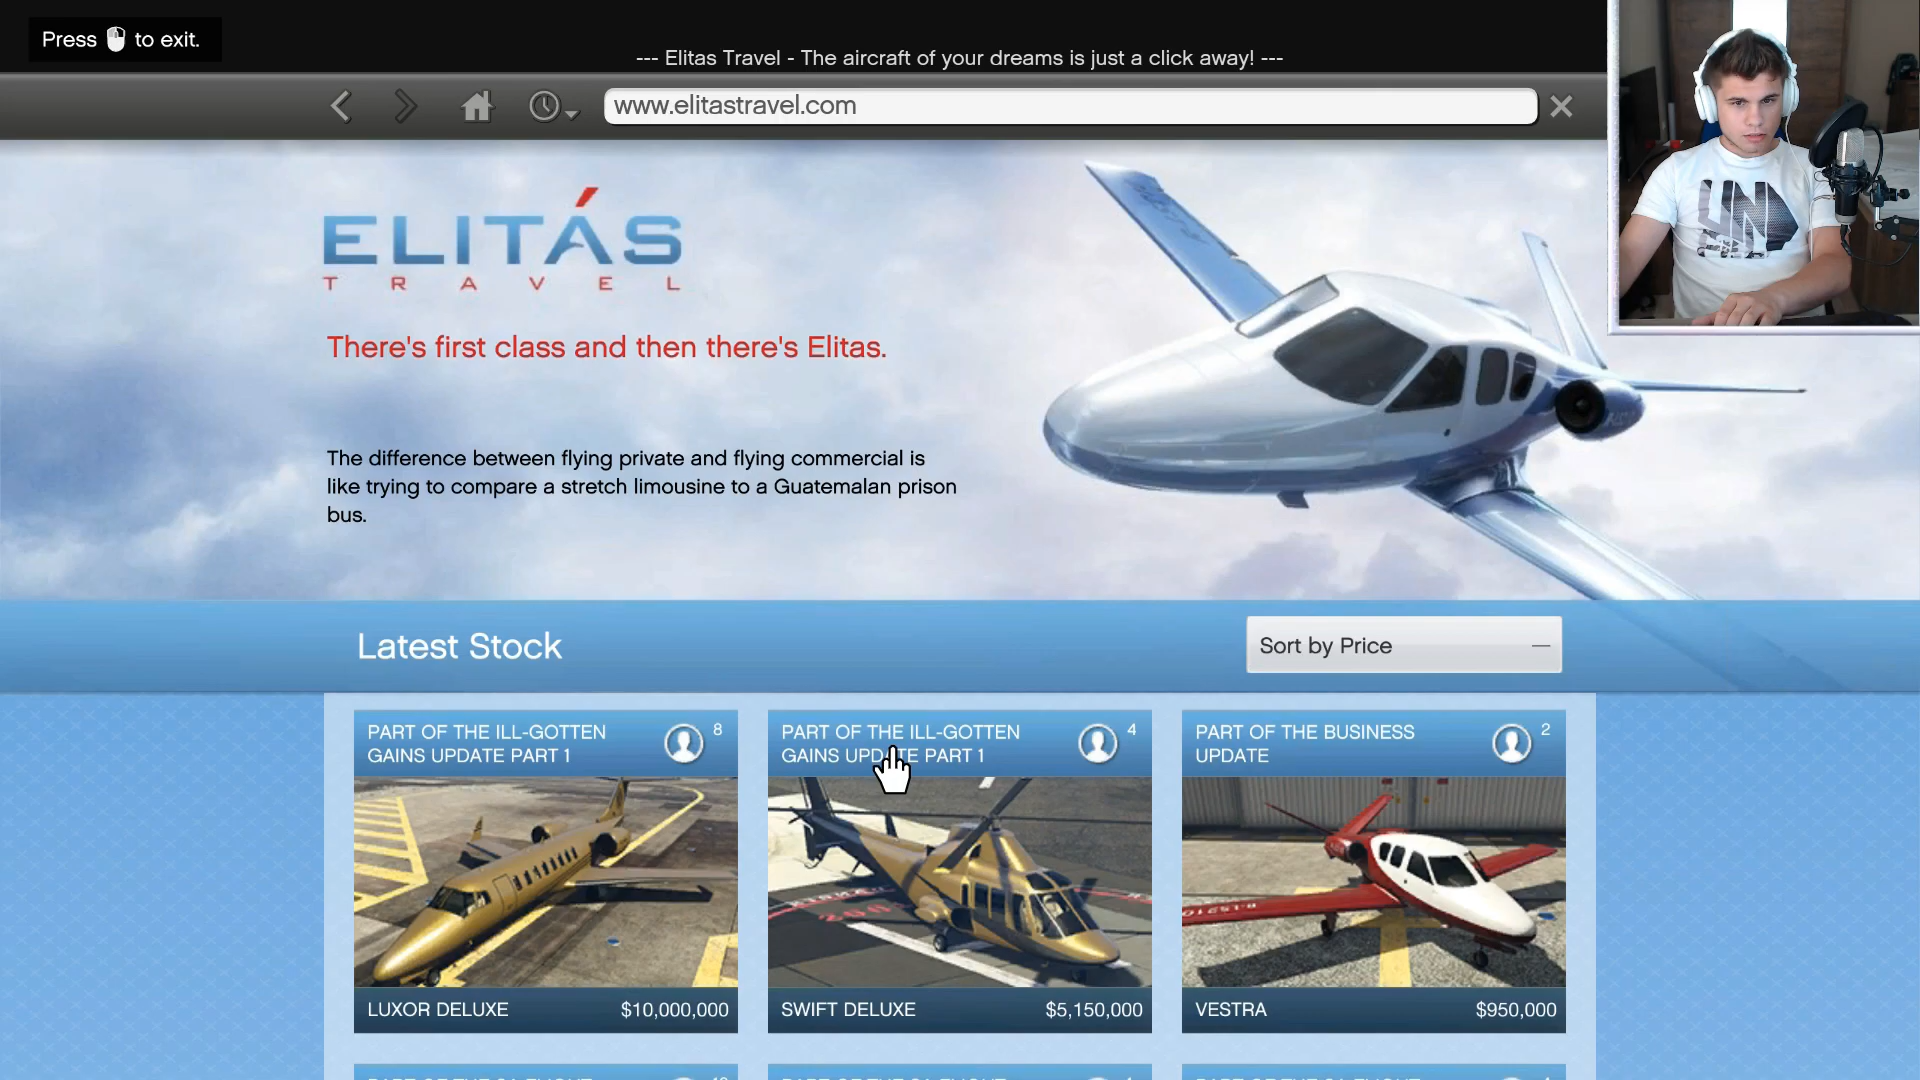 Press to exit.
--- Elitas Travel - The aircraft of your dreams is just a click away! ---
www.elitastravel.com
ELITÁS
TRAVEL
There's first class and then there's Elitas.
The difference between flying private and flying commercial is
like trying to compare a stretch limousine to a Guatemalan prison
bus.
Latest Stock
Sort by Price
PART OF THE ILL-GOTTEN
GAINS UPDATE PART 1
8
LUXOR DELUXE
$10,000,000
PART OF THE ILL-GOTTEN
GAINS UPDATE PART 1
4
SWIFT DELUXE
$5,150,000
PART OF THE BUSINESS
UPDATE
2
VESTRA
$950,000